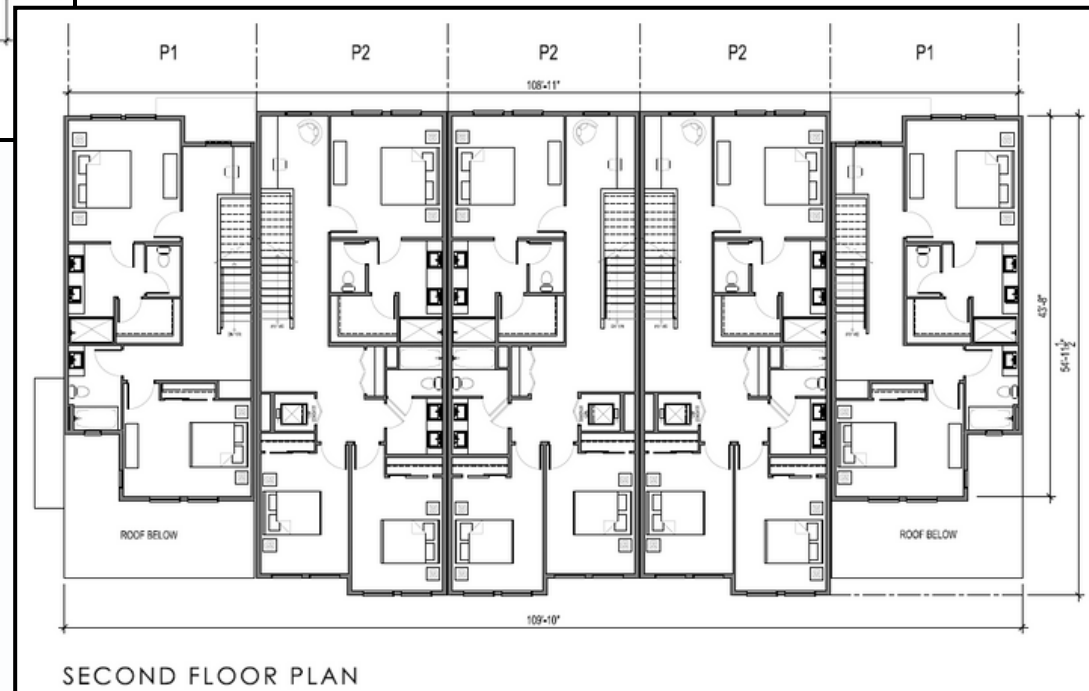 P1 P2 P2 P2 P1
108'-11"
43'-8"
54'-11½"
ROOF BELOW ROOF BELOW
109'-10"
SECOND FLOOR PLAN